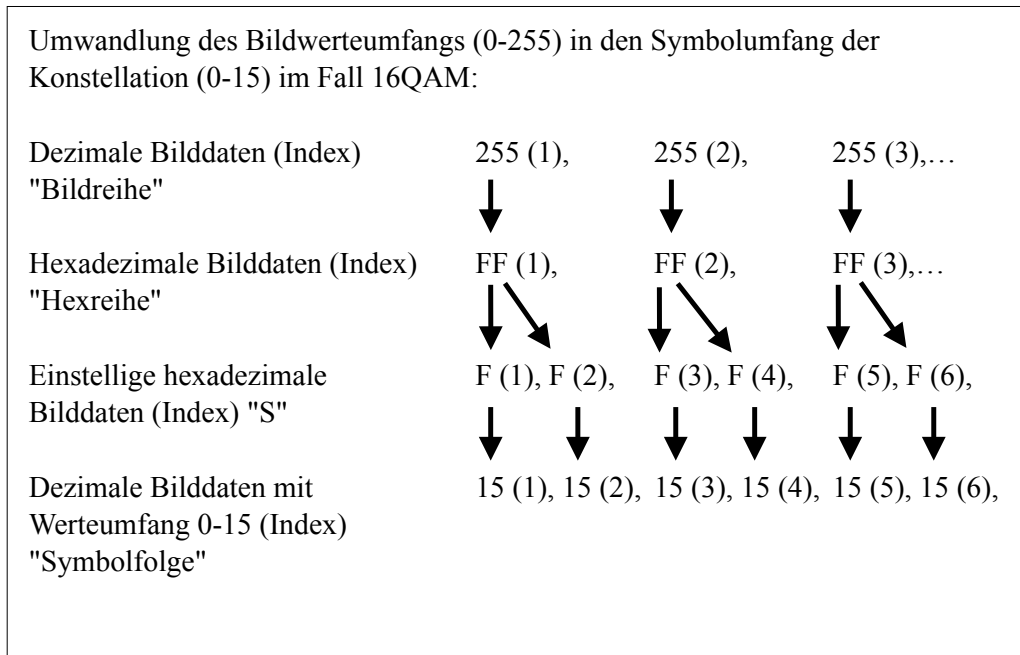 Umwandlung des Bildwerteumfangs (0-255) in den Symbolumfang der
Konstellation (0-15) im Fall 16QAM:
Dezimale Bilddaten (Index) 255 (1), 255 (2), 255 (3),…
"Bildreihe"
Hexadezimale Bilddaten (Index) FF (1), FF (2), FF (3),…
"Hexreihe"
Einstellige hexadezimale F (1), F (2), F (3), F (4), F (5), F (6),
Bilddaten (Index) "S"
Dezimale Bilddaten mit 15 (1), 15 (2), 15 (3), 15 (4), 15 (5), 15 (6),
Werteumfang 0-15 (Index)
"Symbolfolge"